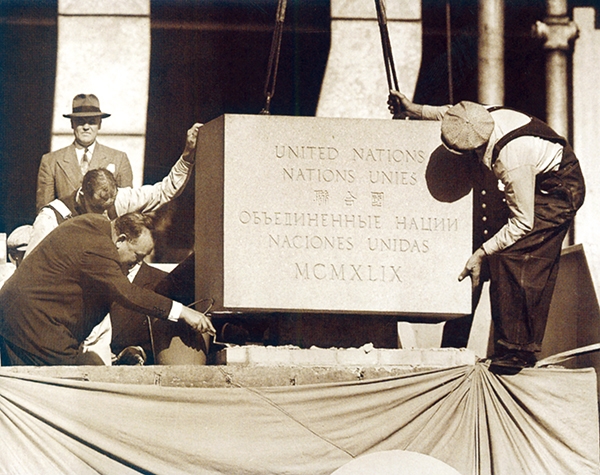 UNITED NATIONS
NATIONS UNIES
聯合國
ОБЪЕДИНЕННЫЕ НАЦИИ
NACIONES UNIDAS
MCMXLIX